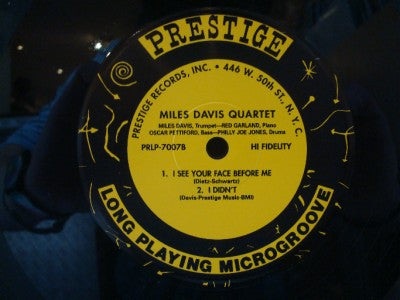 PRESTIGE
PRESTIGE RECORDS, INC. • 446 W. 50th ST., N. Y. C.
MILES DAVIS QUARTET
MILES DAVIS, Trumpet—RED GARLAND, Piano
OSCAR PETTIFORD, Bass—PHILLY JOE JONES, Drums
PRLP-7007B HI FIDELITY
1. I SEE YOUR FACE BEFORE ME
(Dietz-Schwartz)
2. I DIDN'T
(Davis-Prestige Music-BMI)
LONG PLAYING MICROGROOVE